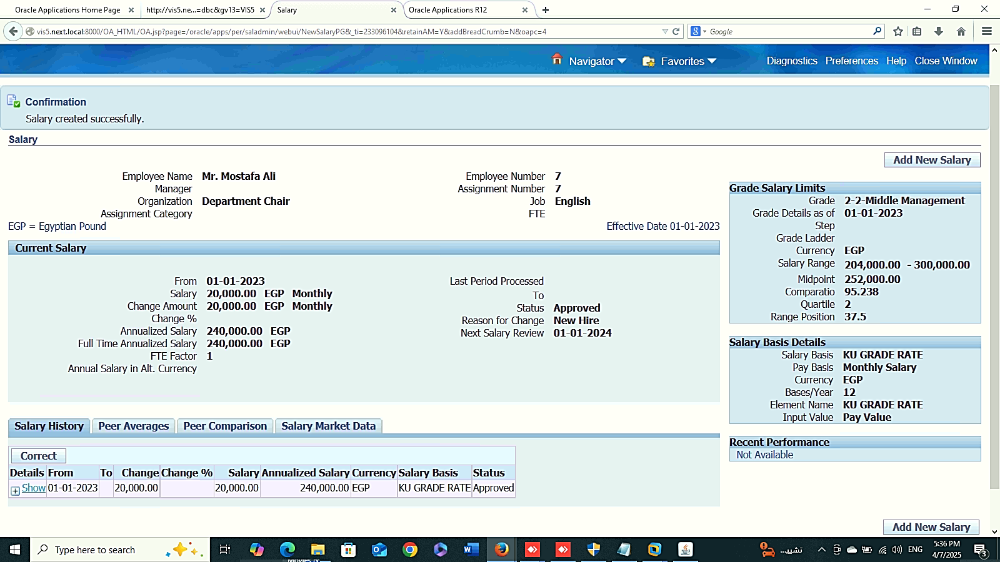 Oracle Applications Home Page
http://vis5.ne...=dbc&gv13=VIS5
Salary
Oracle Applications R12
vis5.next.local:8000/OA_HTML/OA.jsp?page=/oracle/apps/per/saladmin/webui/NewSalaryPG&_ti=233096104&retainAM=Y&addBreadCrumb=N&oapc=4
Google
Navigator
Favorites
Diagnostics Preferences Help Close Window
Confirmation
Salary created successfully.
Salary
Add New Salary
Employee Name Mr. Mostafa Ali
Manager
Organization Department Chair
Assignment Category
Employee Number 7
Assignment Number 7
Job English
FTE
EGP = Egyptian Pound
Effective Date 01-01-2023
Current Salary
From 01-01-2023
Salary 20,000.00 EGP Monthly
Change Amount 20,000.00 EGP Monthly
Change %
Annualized Salary 240,000.00 EGP
Full Time Annualized Salary 240,000.00 EGP
FTE Factor 1
Annual Salary in Alt. Currency
Last Period Processed
To
Status Approved
Reason for Change New Hire
Next Salary Review 01-01-2024
Grade Salary Limits
Grade 2-2-Middle Management
Grade Details as of 01-01-2023
Step
Grade Ladder
Currency EGP
Salary Range 204,000.00 - 300,000.00
Midpoint 252,000.00
Comparatio 95.238
Quartile 2
Range Position 37.5
Salary Basis Details
Salary Basis KU GRADE RATE
Pay Basis Monthly Salary
Currency EGP
Bases/Year 12
Element Name KU GRADE RATE
Input Value Pay Value
Recent Performance
Not Available
Salary History
Peer Averages
Peer Comparison
Salary Market Data
Correct
Details From To Change Change % Salary Annualized Salary Currency Salary Basis Status
Show 01-01-2023 20,000.00 20,000.00 240,000.00 EGP KU GRADE RATE Approved
Add New Salary
Type here to search
تشيـ...
ENG
5:36 PM
4/7/2025
3